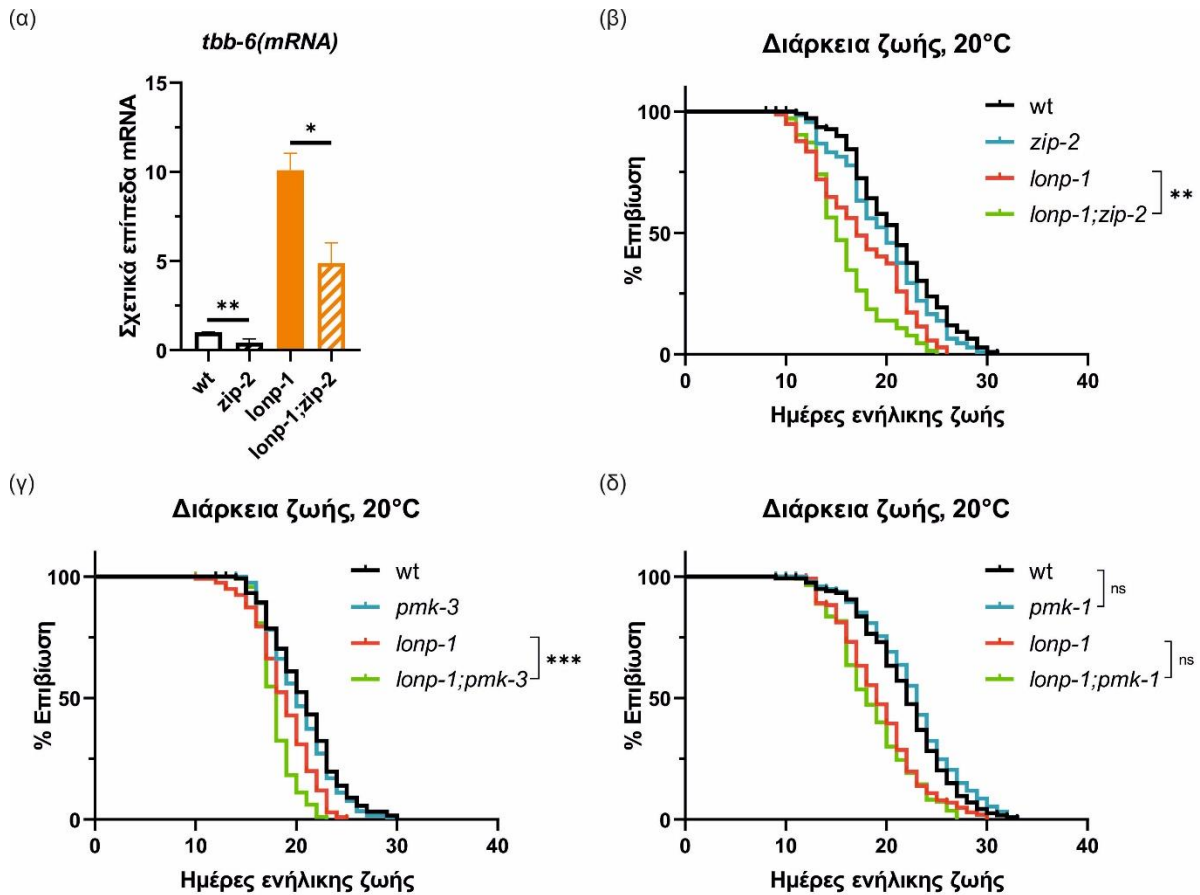 (α)
tbb-6(mRNA)
Σχετικά επίπεδα mRNA
15
10
5
0
**
*
wt
zip-2
lonp-1
lonp-1;zip-2
(β)
Διάρκεια ζωής, 20°C
% Επιβίωση
100
50
0
0 10 20 30 40
Ημέρες ενήλικης ζωής
wt
zip-2
lonp-1
lonp-1;zip-2
**
(γ)
Διάρκεια ζωής, 20°C
% Επιβίωση
100
50
0
0 10 20 30 40
Ημέρες ενήλικης ζωής
wt
pmk-3
lonp-1
lonp-1;pmk-3
***
(δ)
Διάρκεια ζωής, 20°C
% Επιβίωση
100
50
0
0 10 20 30 40
Ημέρες ενήλικης ζωής
wt
pmk-1
lonp-1
lonp-1;pmk-1
ns
ns